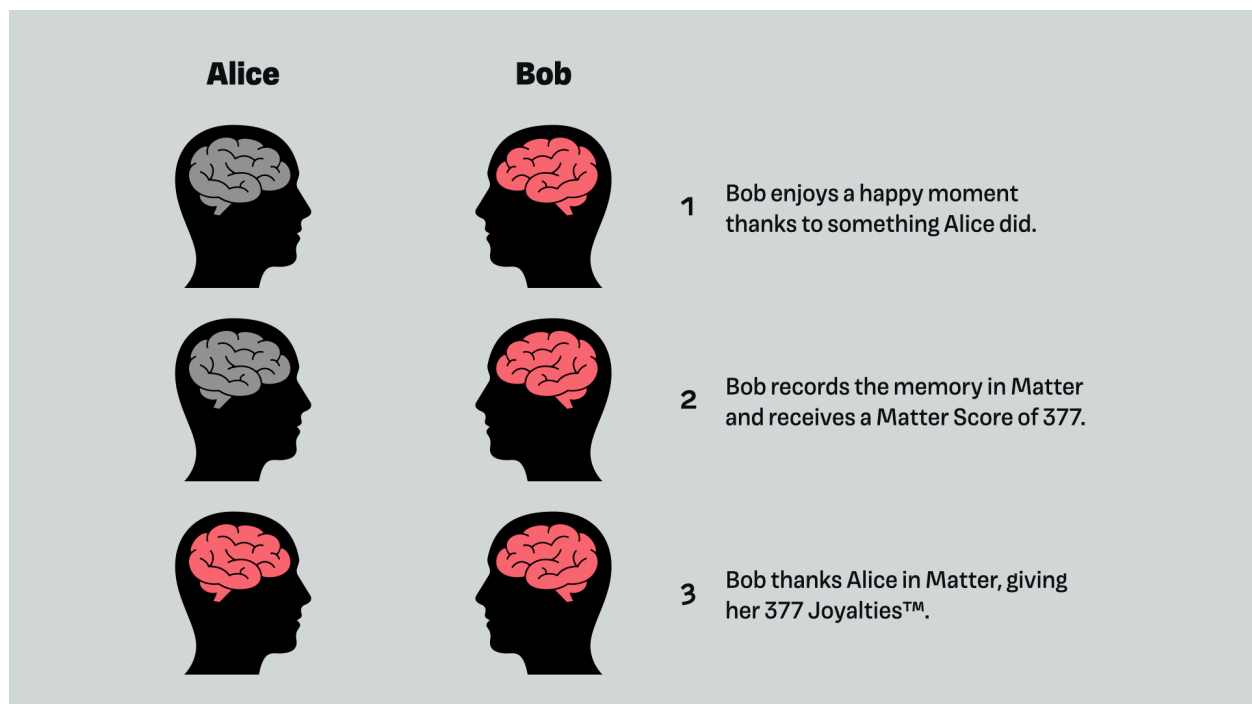 Alice
Bob
1
Bob enjoys a happy moment
thanks to something Alice did.
2
Bob records the memory in Matter
and receives a Matter Score of 377.
3
Bob thanks Alice in Matter, giving
her 377 Joyalties™.